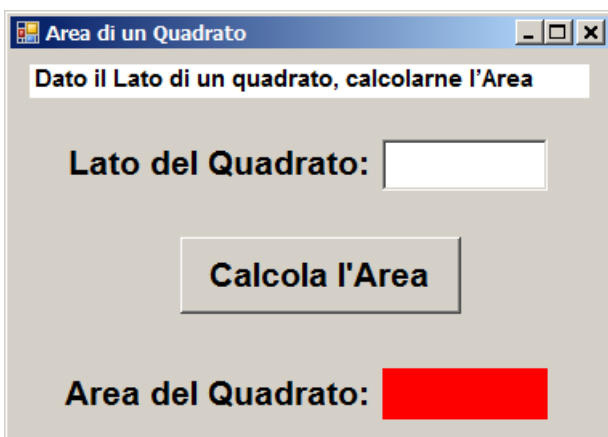 Area di un Quadrato
Dato il Lato di un quadrato, calcolarne l’Area
Lato del Quadrato:
Calcola l'Area
Area del Quadrato: